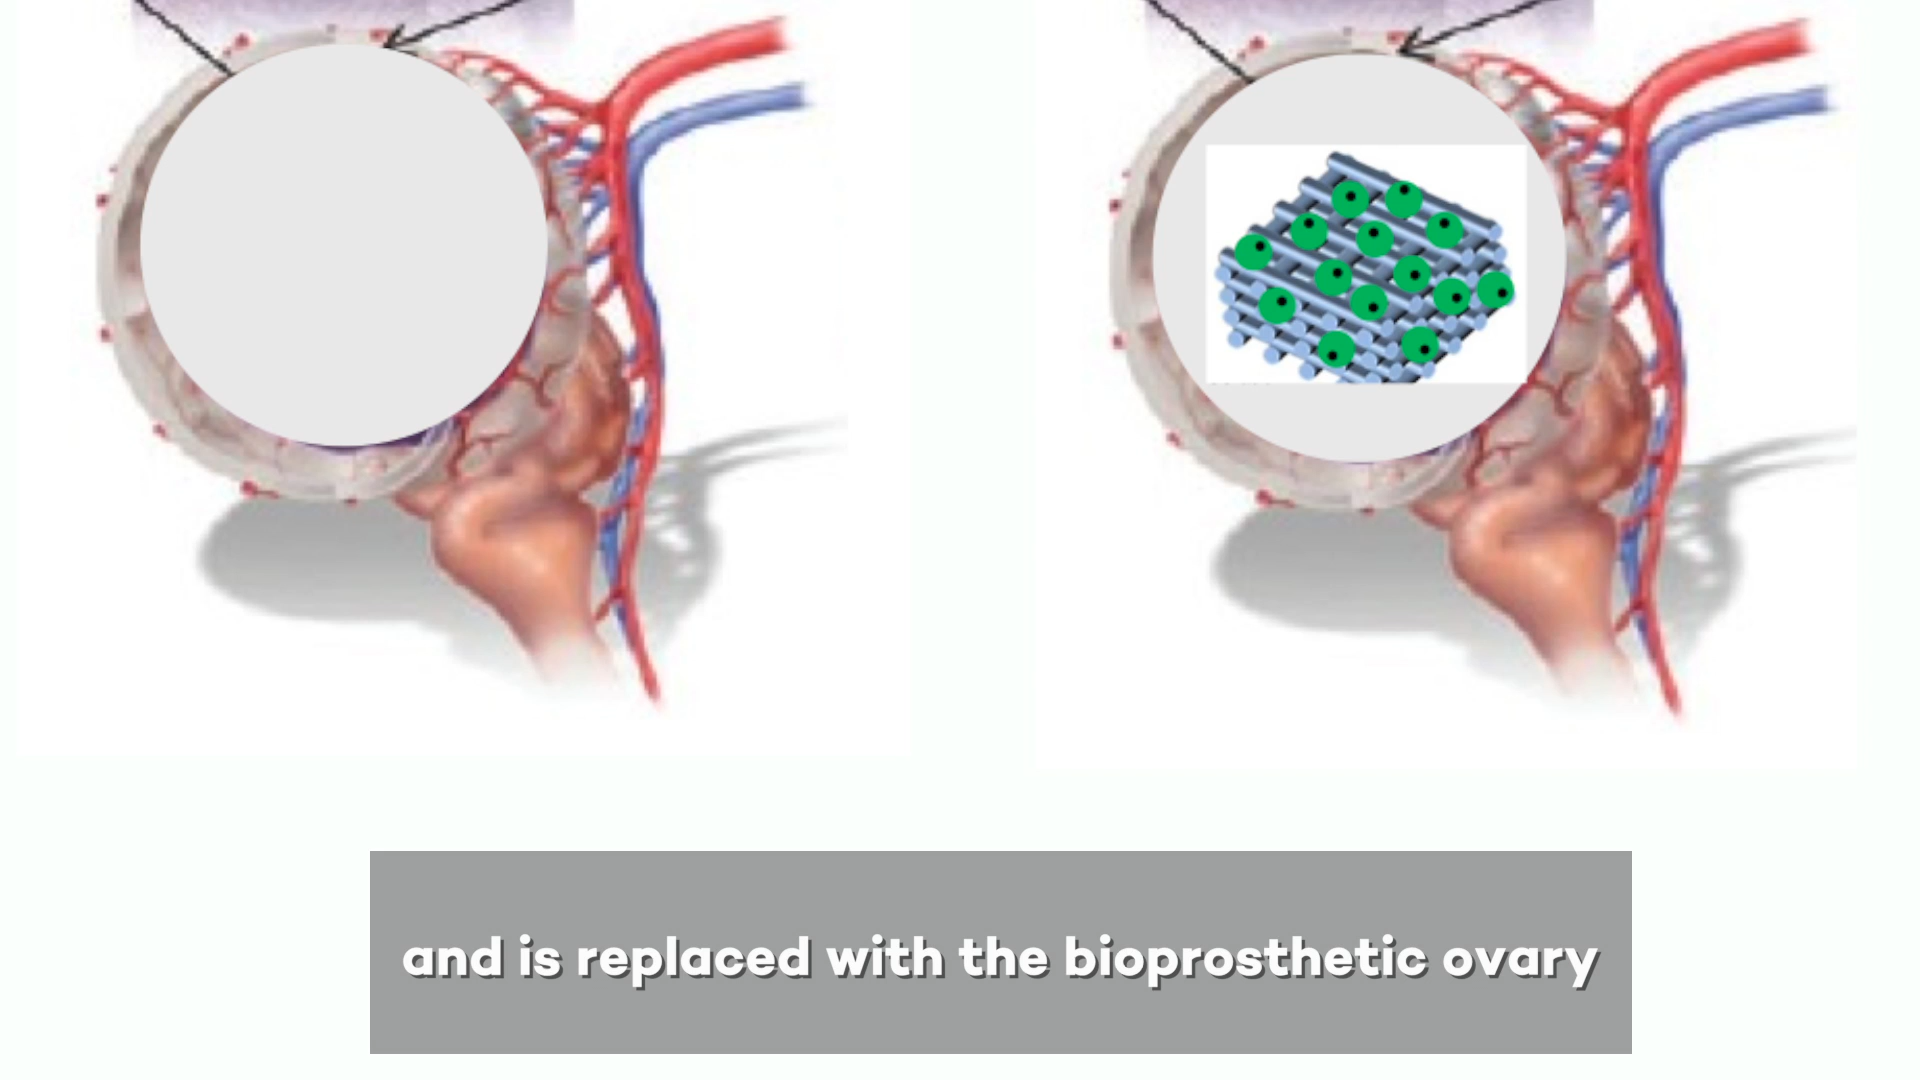 and is replaced with the bioprosthetic ovary